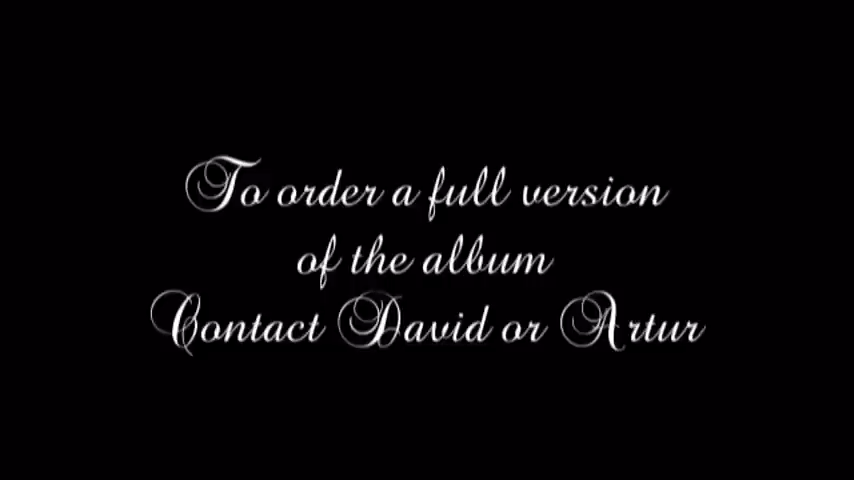 To order a full version
of the album
Contact David or Artur